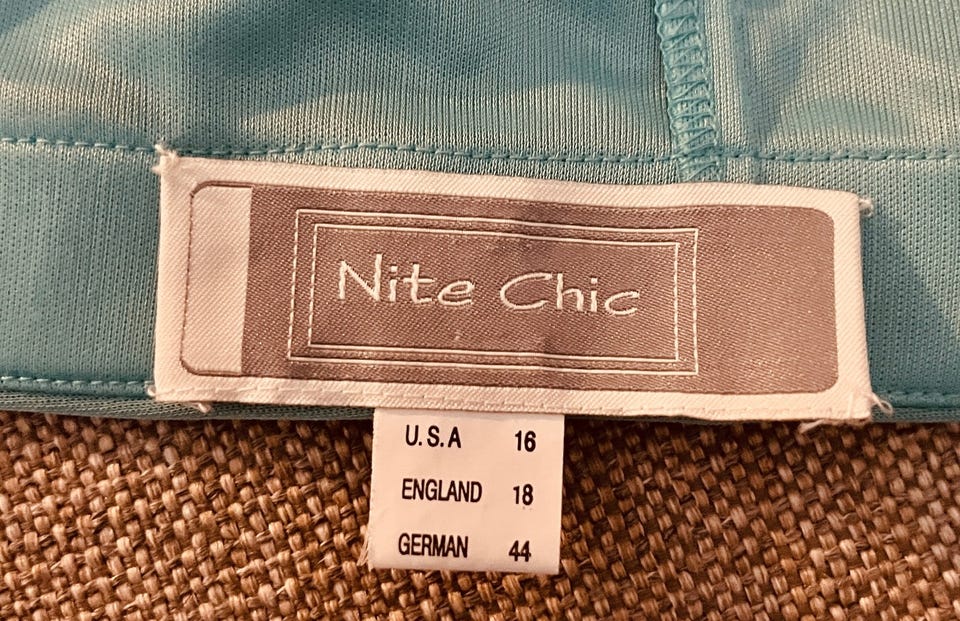 Nite Chic
U.S.A 16
ENGLAND 18
GERMAN 44